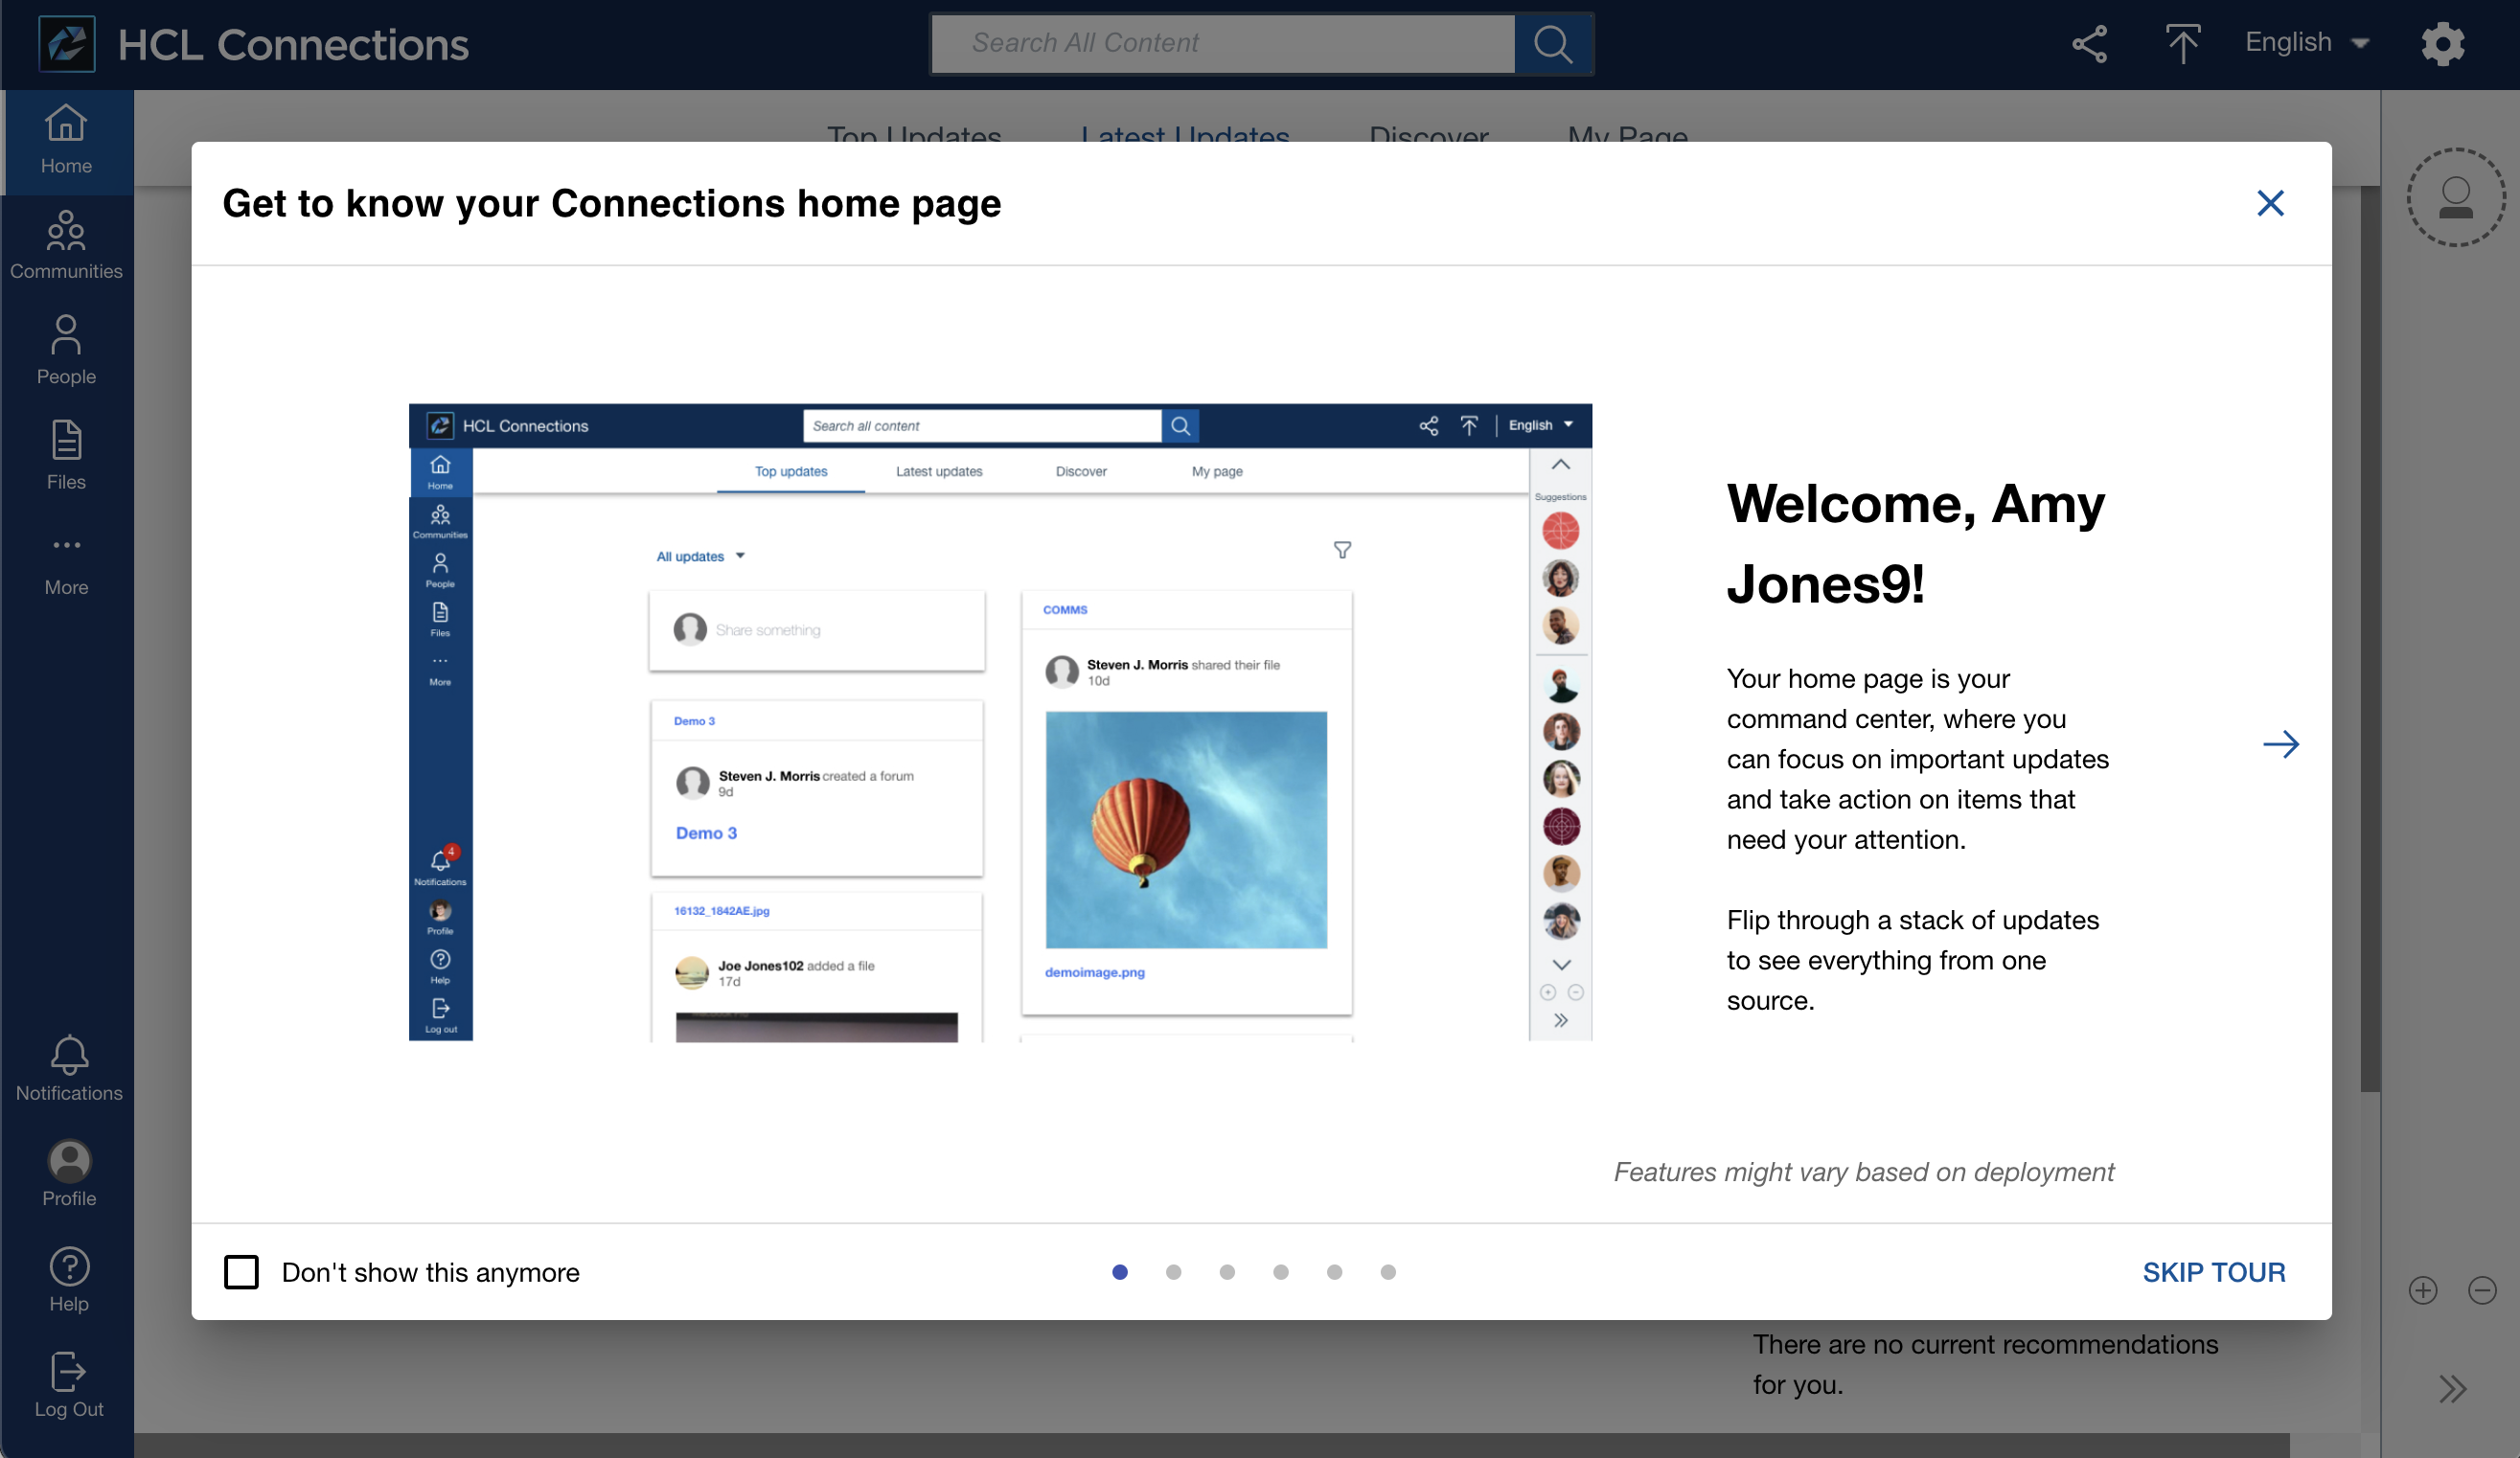 HCL Connections
Search All Content
English
Home
Communities
People
Files
More
Notifications
Profile
Help
Log Out
Top Updates
Latest Updates
Discover
My Page
Get to know your Connections home page
HCL Connections
Search all content
English
Home
Communities
People
Files
More
4
Notifications
Profile
Help
Log out
Top updates
Latest updates
Discover
My page
All updates
Share something
Demo 3
Steven J. Morris created a forum
9d
Demo 3
16132_1842AE.jpg
Joe Jones102 added a file
17d
COMMS
Steven J. Morris shared their file
10d
demoimage.png
Suggestions
Welcome, Amy
Jones9!
Your home page is your
command center, where you
can focus on important updates
and take action on items that
need your attention.
Flip through a stack of updates
to see everything from one
source.
Features might vary based on deployment
Don't show this anymore
SKIP TOUR
There are no current recommendations
for you.